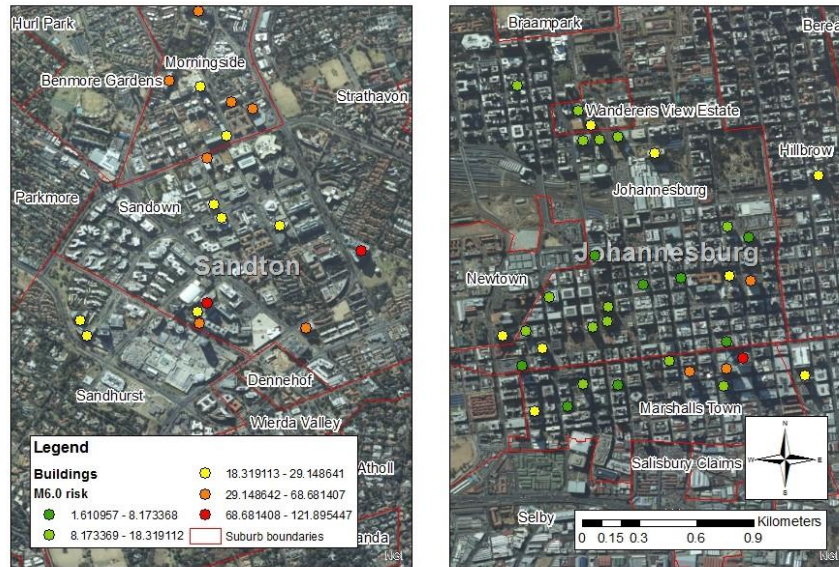 Hurl Park
Morningside
Benmore Gardens
Strathavon
Parkmore
Sandown
Sandton
Sandhurst
Dennehof
Wierda Valley
Atholl
Legend
Buildings
M6.0 risk
1.610957 - 8.173368
8.173369 - 18.319112
18.319113 - 29.148641
29.148642 - 68.681407
68.681408 - 121.895447
Suburb boundaries
anda
Braampark
Berea
Wanderers View Estate
Hillbrow
Johannesburg
Johannesburg
Newtown
Marshalls Town
Salisbury Claims
Selby
N
W E
S
Kilometers
0 0.15 0.3 0.6 0.9